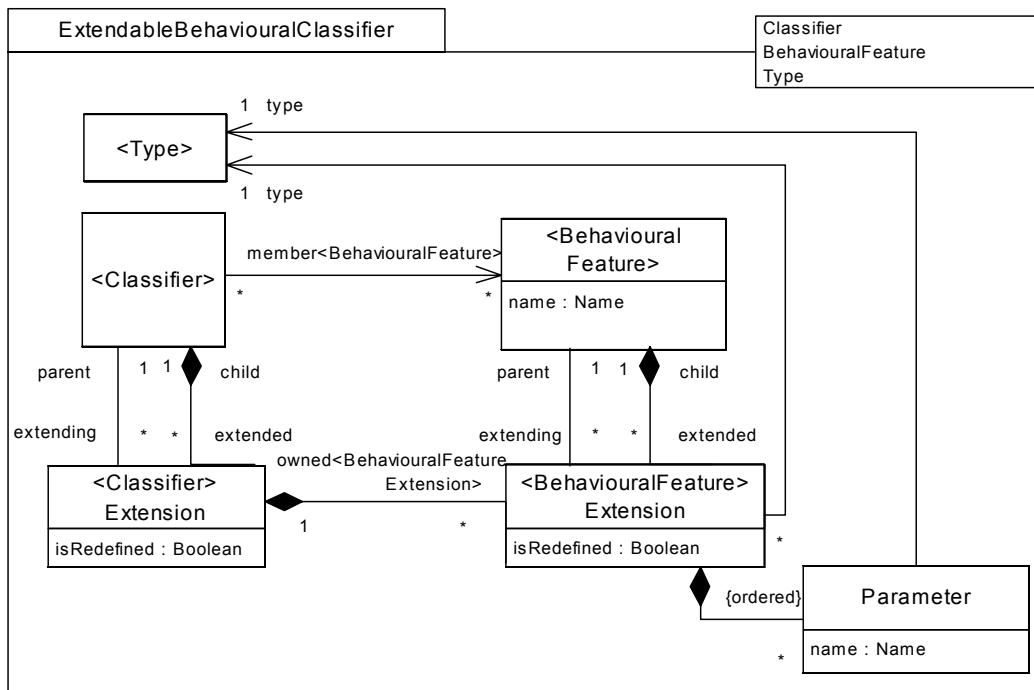 ExtendableBehaviouralClassifier
Classifier
BehaviouralFeature
Type
1 type
<Type>
1 type
<Classifier>
member<BehaviouralFeature>
* *
<Behavioural
Feature>
name : Name
parent 1 1 child
extending * * extended
parent 1 1 child
extending * * extended
owned<BehaviouralFeature
Extension>
<Classifier>
Extension
isRedefined : Boolean
1 *
<BehaviouralFeature>
Extension
isRedefined : Boolean
*
{ordered}
*
Parameter
name : Name